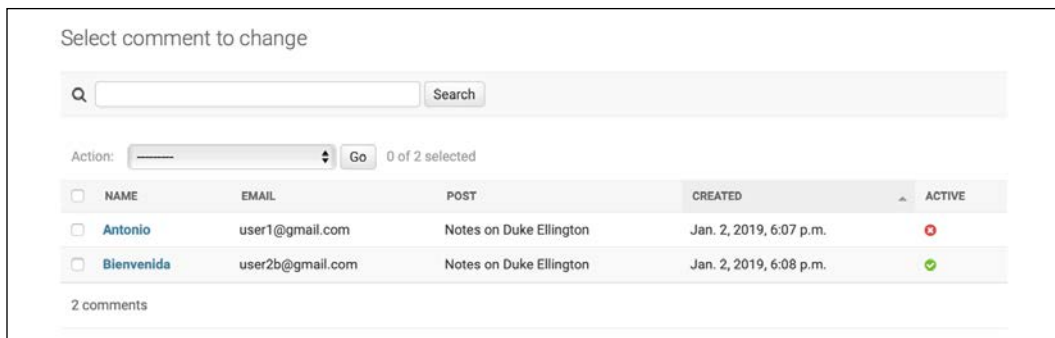 Select comment to change
Search
Action: --------- Go 0 of 2 selected
NAME EMAIL POST CREATED ACTIVE
Antonio user1@gmail.com Notes on Duke Ellington Jan. 2, 2019, 6:07 p.m.
Bienvenida user2b@gmail.com Notes on Duke Ellington Jan. 2, 2019, 6:08 p.m.
2 comments